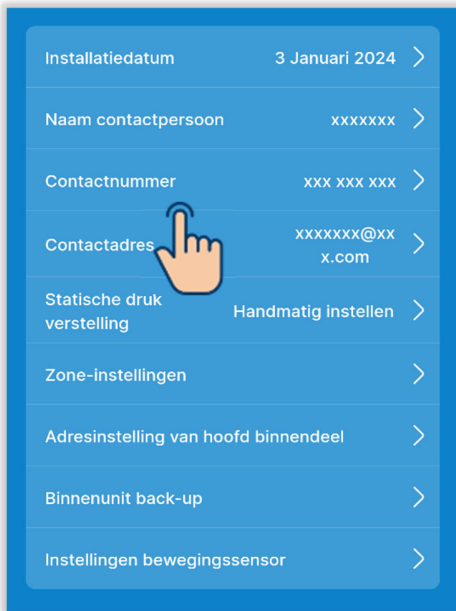 Installatiedatum 3 Januari 2024
Naam contactpersoon xxxxxxx
Contactnummer xxx xxx xxx
Contactadres xxxxxxx@xx
x.com
Statische druk
verstelling Handmatig instellen
Zone-instellingen
Adresinstelling van hoofd binnendeel
Binnenunit back-up
Instellingen bewegingssensor